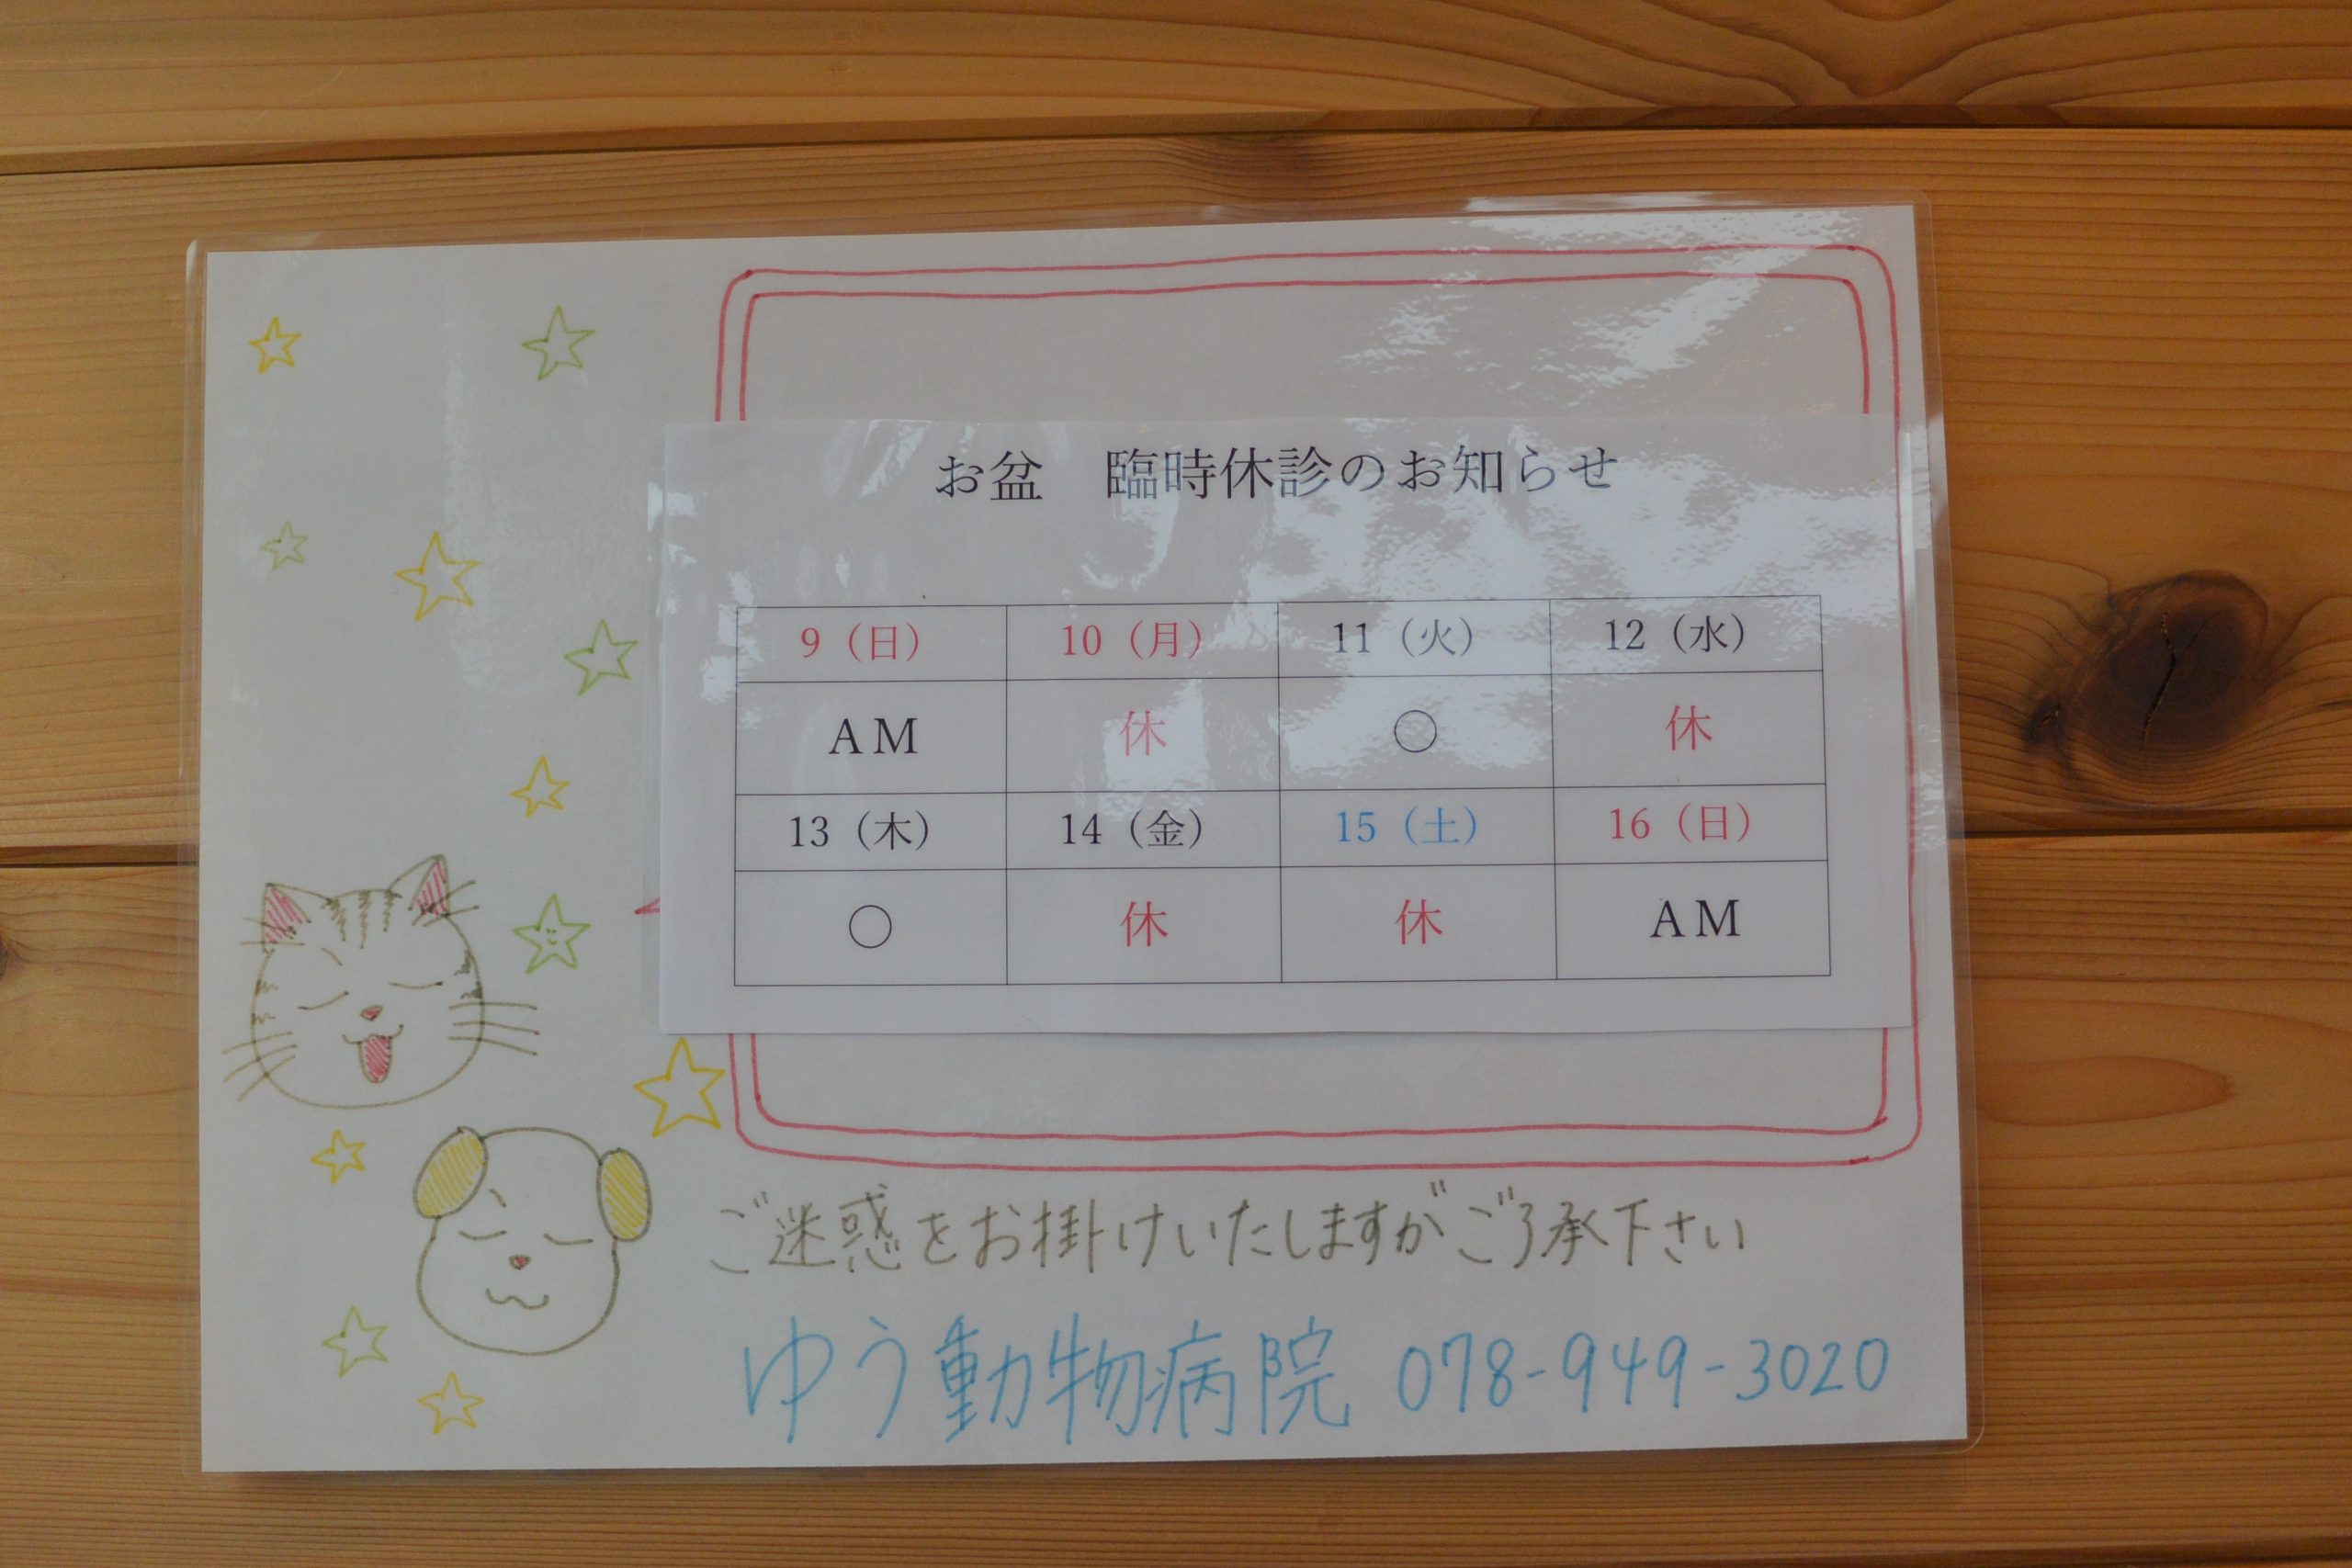 お盆　臨時休診のお知らせ
9（日） 10（月） 11（火） 12（水）
AM 休 ○ 休
13（木） 14（金） 15（土） 16（日）
○ 休 休 AM
ご迷惑をお掛けいたしますがご了承下さい
ゆう動物病院 078-949-3020